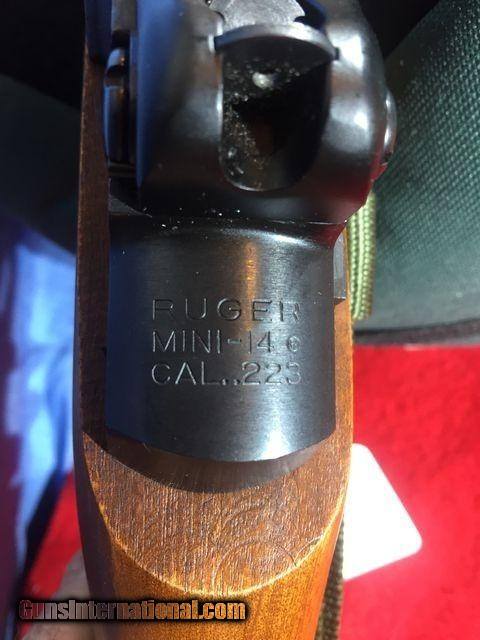 RUGER
MINI-14 ®
CAL..223
GunsInternational.com